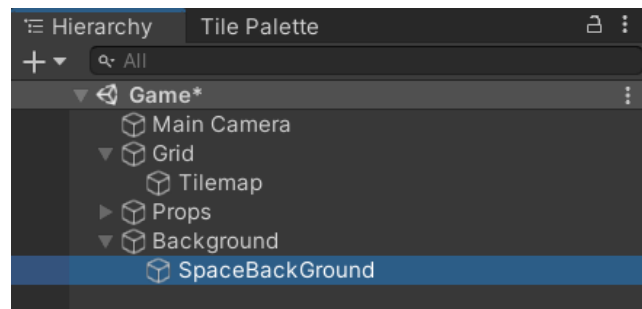 Hierarchy Tile Palette
All
Game*
Main Camera
Grid
Tilemap
Props
Background
SpaceBackGround